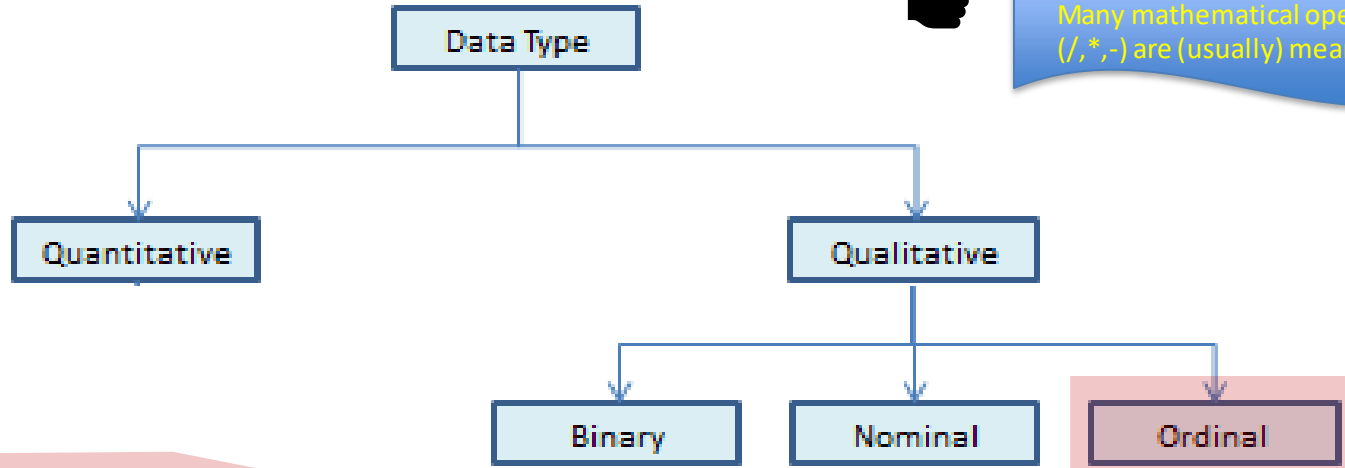 Many mathematical ope
(/,*,-) are (usually) mea
Data Type
Quantitative
Qualitative
Binary
Nominal
Ordinal